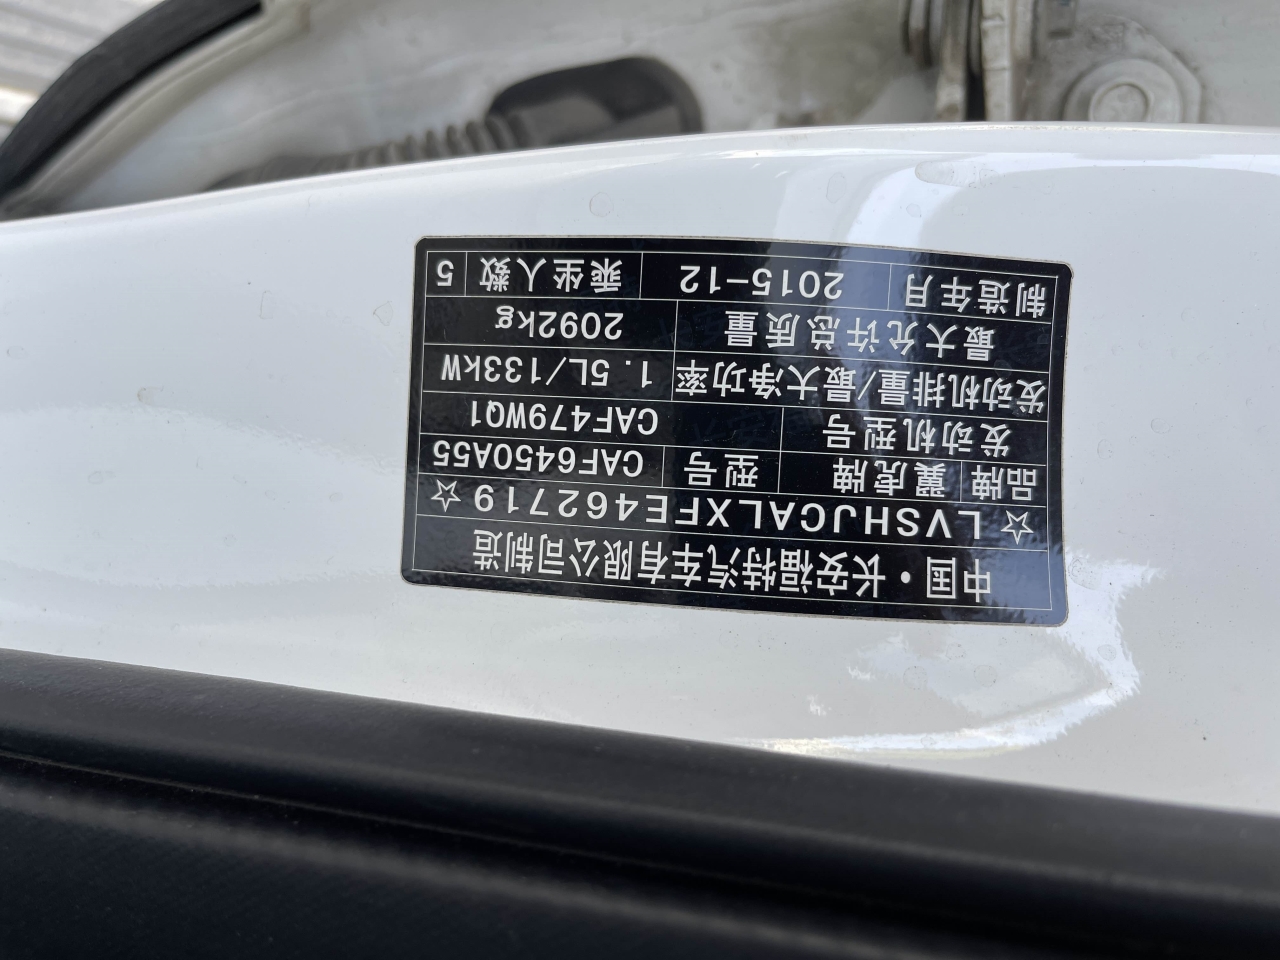 中国·长安福特汽车有限公司制造
☆LVSHJCALXFE462719☆
品牌 翼虎牌 型号 CAF6450A55
发动机型号 CAF479WQ1
发动机排量/最大净功率 1.5L/133kW
最大允许总质量 2092kg
制造年月 2015-12 乘坐人数 5